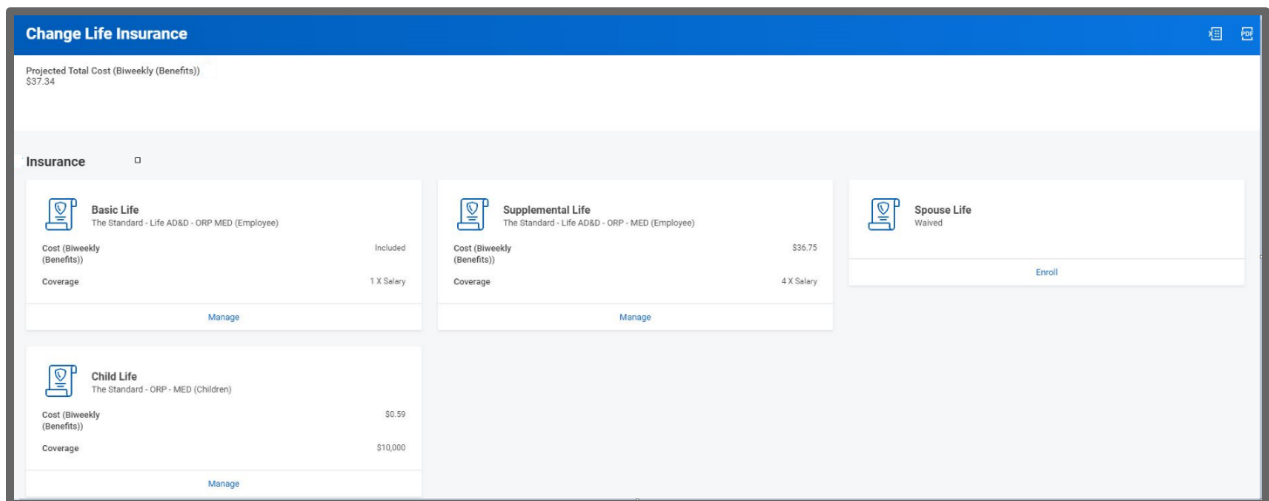 Change Life Insurance
PDF
Projected Total Cost (Biweekly (Benefits))
$37.34
Insurance
Basic Life
The Standard - Life AD&D - ORP MED (Employee)
Cost (Biweekly
(Benefits))
Included
Coverage
1 X Salary
Manage
Supplemental Life
The Standard - Life AD&D - ORP - MED (Employee)
Cost (Biweekly
(Benefits))
$36.75
Coverage
4 X Salary
Manage
Spouse Life
Waived
Enroll
Child Life
The Standard - ORP - MED (Children)
Cost (Biweekly
(Benefits))
$0.59
Coverage
$10,000
Manage